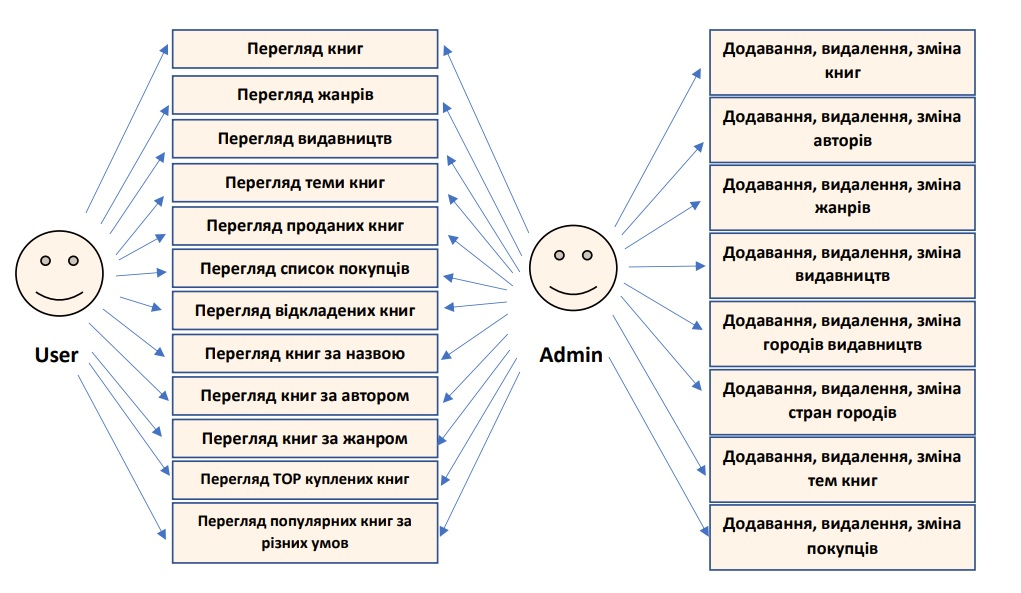 Перегляд книг
Перегляд жанрів
Перегляд видавництв
Перегляд теми книг
Перегляд проданих книг
Перегляд список покупців
Перегляд відкладених книг
Перегляд книг за назвою
Перегляд книг за автором
Перегляд книг за жанром
Перегляд TOP куплених книг
Перегляд популярних книг за
різних умов
User
Admin
Додавання, видалення, зміна
книг
Додавання, видалення, зміна
авторів
Додавання, видалення, зміна
жанрів
Додавання, видалення, зміна
видавництв
Додавання, видалення, зміна
городів видавництв
Додавання, видалення, зміна
стран городів
Додавання, видалення, зміна
тем книг
Додавання, видалення, зміна
покупців